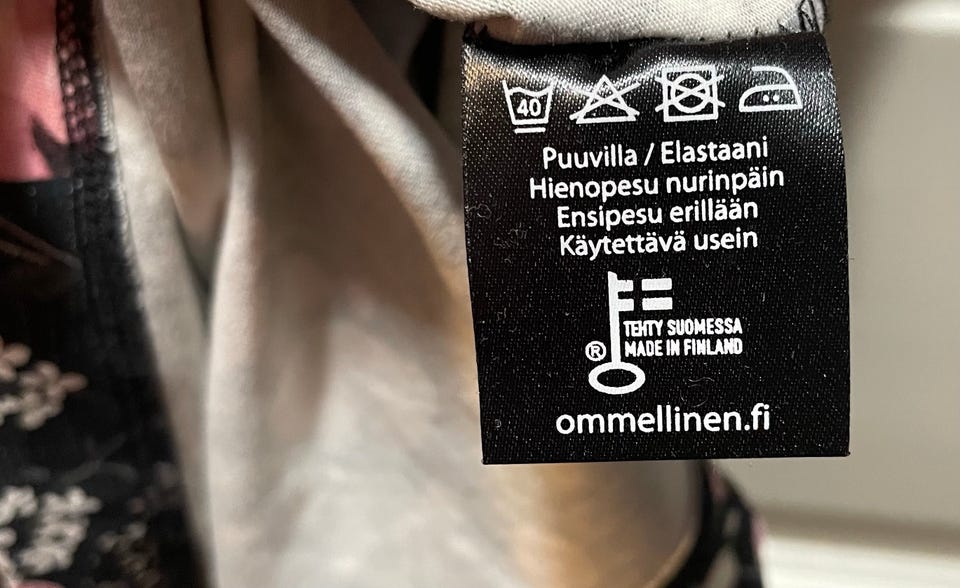 40
Puuvilla / Elastaani
Hienopesu nurinpäin
Ensipesu erillään
Käytettävä usein
TEHTY SUOMESSA
® MADE IN FINLAND
ommellinen.fi